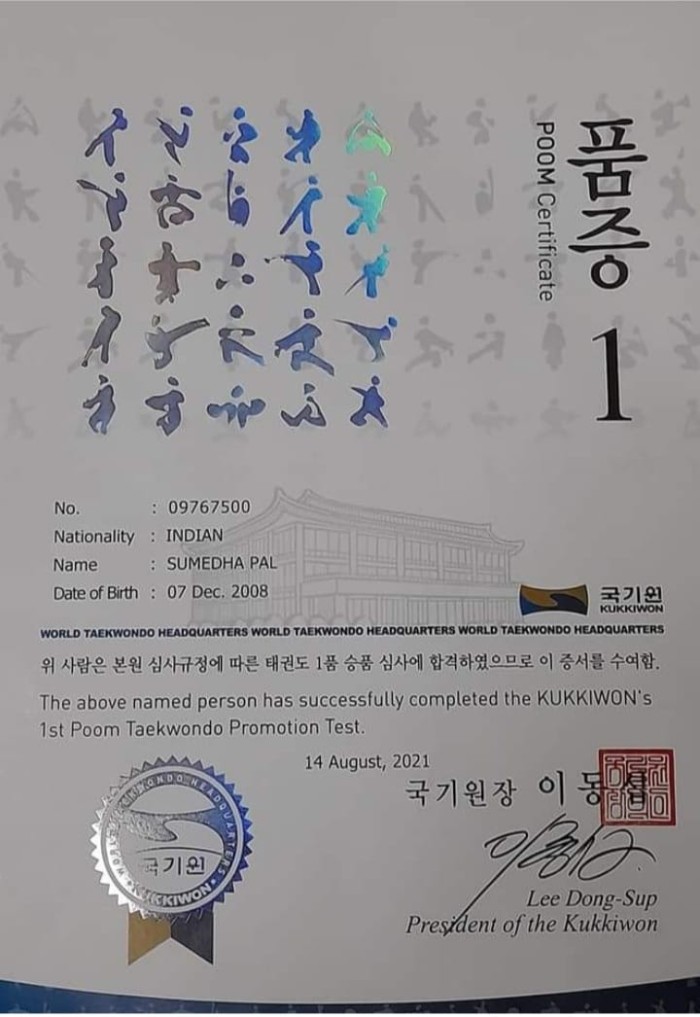 품증
POOM Certificate
1
No. : 09767500
Nationality : INDIAN
Name : SUMEDHA PAL
Date of Birth : 07 Dec. 2008
국기원
KUKKIWON
WORLD TAEKWONDO HEADQUARTERS WORLD TAEKWONDO HEADQUARTERS WORLD TAEKWONDO HEADQUARTERS
위 사람은 본원 심사규정에 따른 태권도 1품 승품 심사에 합격하였으므로 이 증서를 수여함.
The above named person has successfully completed the KUKKIWON's
1st Poom Taekwondo Promotion Test.
14 August, 2021
국기원장 이동섭
Lee Dong-Sup
President of the Kukkiwon
WORLD TAEKWONDO HEADQUARTERS
국기원
KUKKIWON